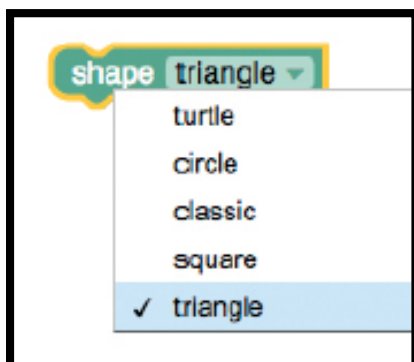 shape triangle
turtle
circle
classic
square
✓ triangle